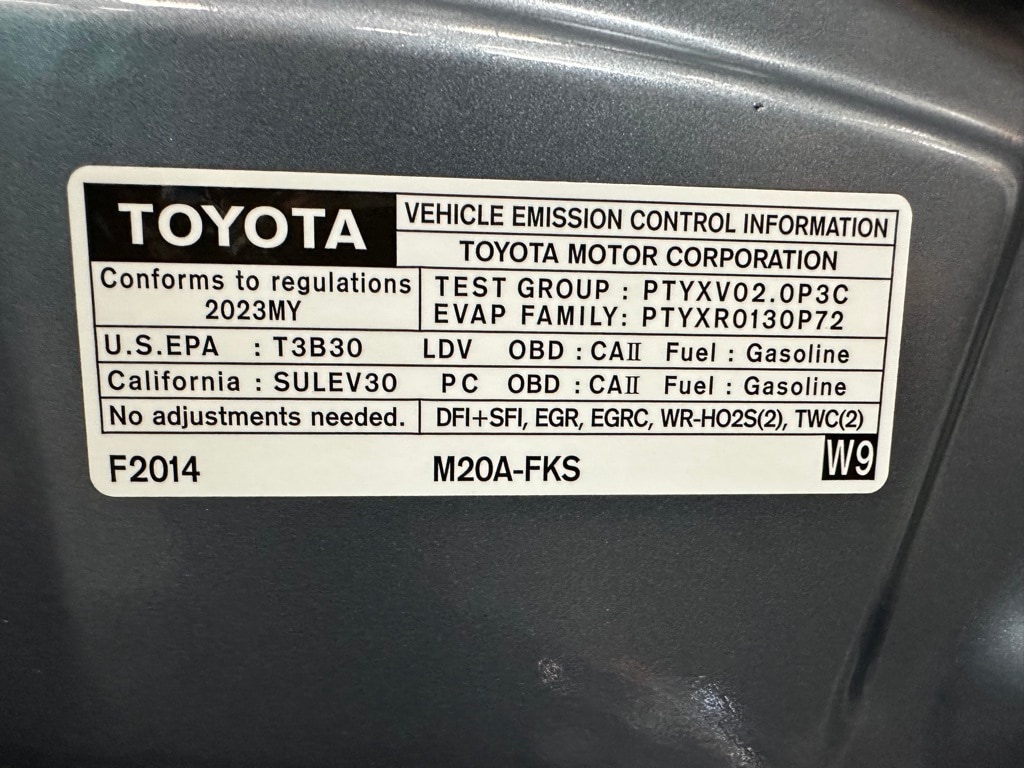 TOYOTA
VEHICLE EMISSION CONTROL INFORMATION
TOYOTA MOTOR CORPORATION
Conforms to regulations
2023MY
TEST GROUP : PTYXV02.0P3C
EVAP FAMILY: PTYXR0130P72
U.S.EPA : T3B30 LDV OBD : CAII Fuel : Gasoline
California : SULEV30 PC OBD : CAII Fuel : Gasoline
No adjustments needed. DFI+SFI, EGR, EGRC, WR-HO2S(2), TWC(2)
F2014 M20A-FKS W9